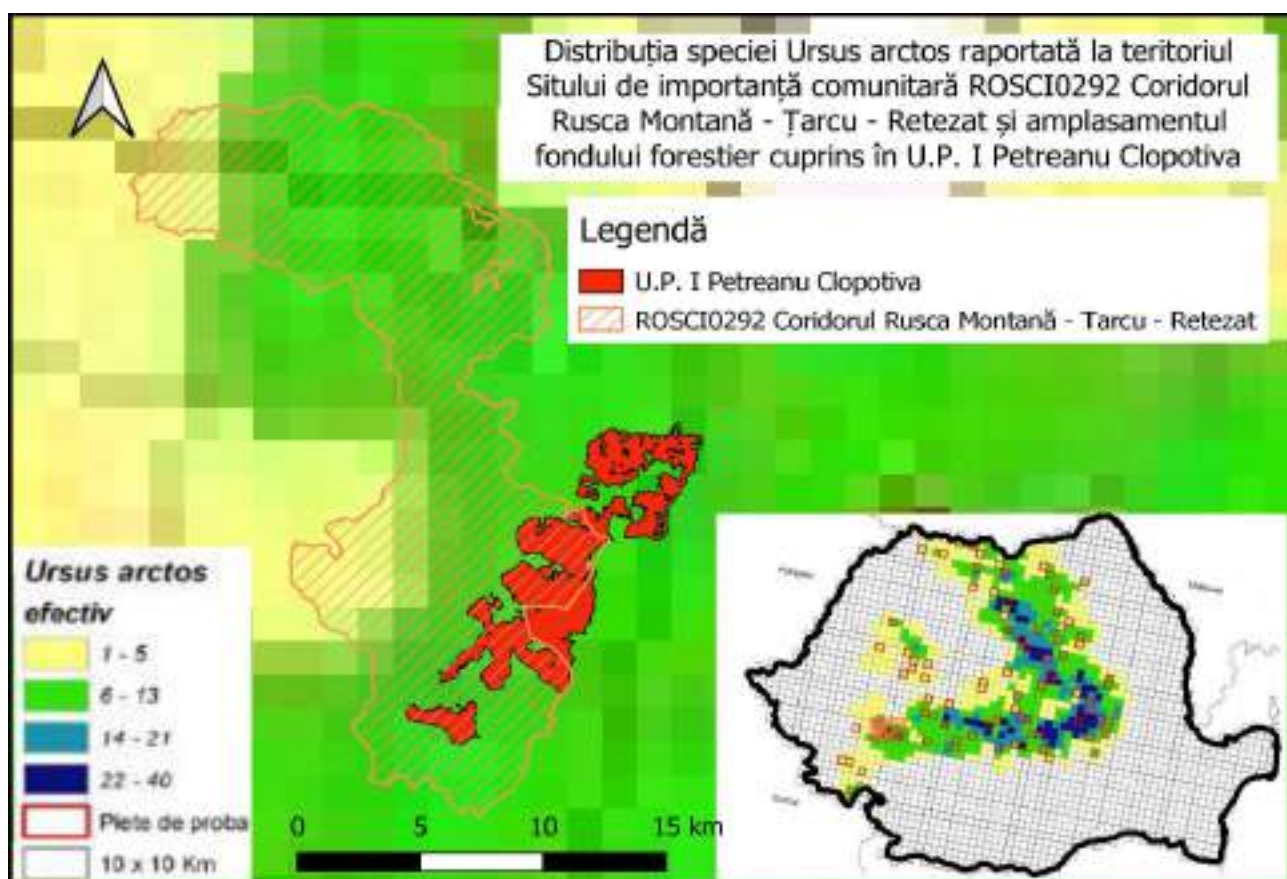 Distribuția speciei Ursus arctos raportată la teritoriul
Sitului de importanță comunitară ROSCI0292 Coridorul
Rusca Montană - Țarcu - Retezat și amplasamentul
fondului forestier cuprins în U.P. I Petreanu Clopotiva
Legendă
U.P. I Petreanu Clopotiva
ROSCI0292 Coridorul Rusca Montană - Tarcu - Retezat
Ursus arctos
efectiv
1 - 5
6 - 13
14 - 21
22 - 40
Piete de proba
10 x 10 Km
0 5 10 15 km